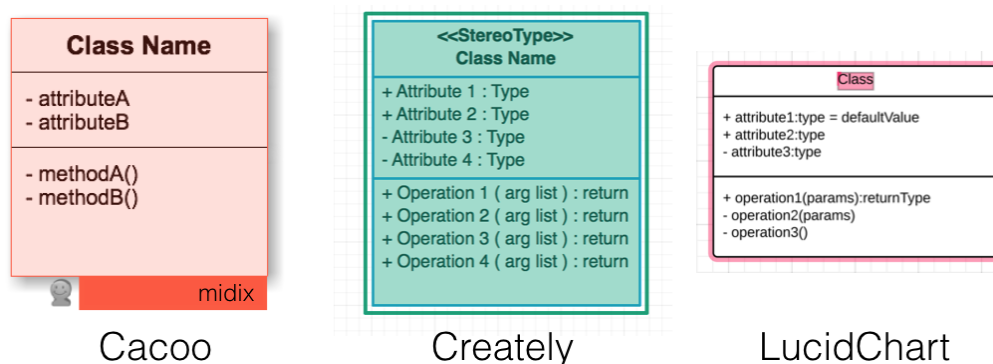 Class Name
- attributeA
- attributeB
- methodA()
- methodB()
midix
Cacoo
<<StereoType>>
Class Name
+ Attribute 1 : Type
+ Attribute 2 : Type
- Attribute 3 : Type
- Attribute 4 : Type
+ Operation 1 ( arg list ) : return
+ Operation 2 ( arg list ) : return
+ Operation 3 ( arg list ) : return
+ Operation 4 ( arg list ) : return
Creately
Class
+ attribute1:type = defaultValue
+ attribute2:type
- attribute3:type
+ operation1(params):returnType
- operation2(params)
- operation3()
LucidChart